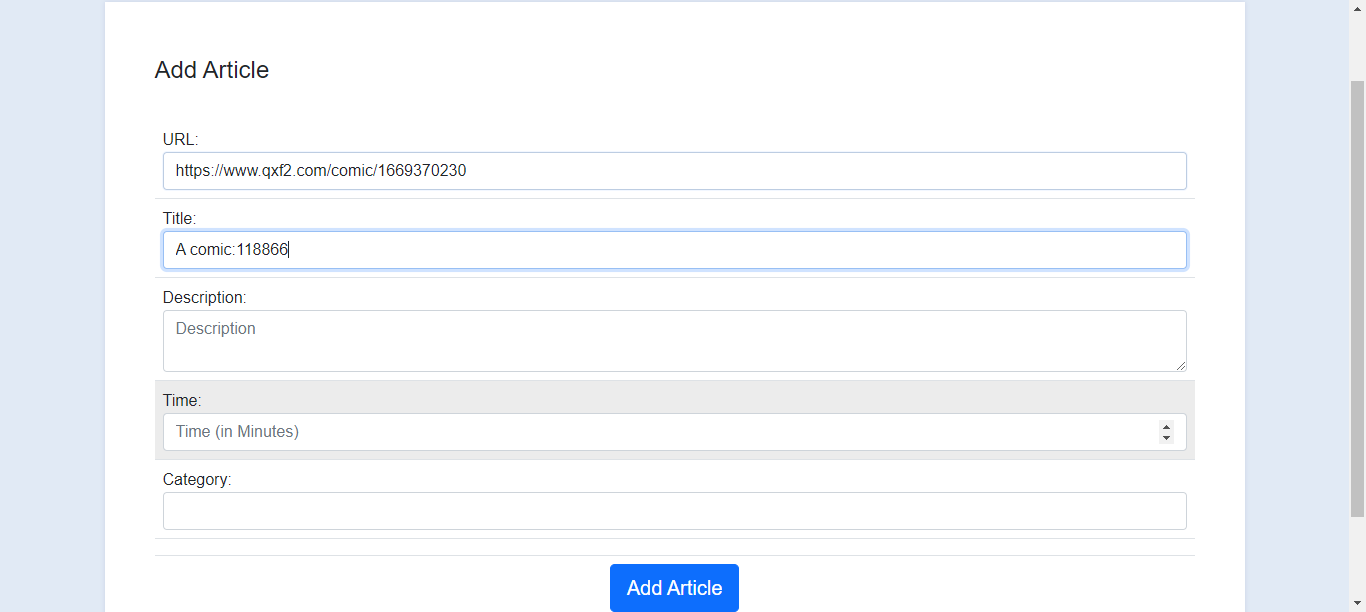 Add Article
URL:
https://www.qxf2.com/comic/1669370230
Title:
A comic:118866
Description:
Description
Time:
Time (in Minutes)
Category:
Add Article